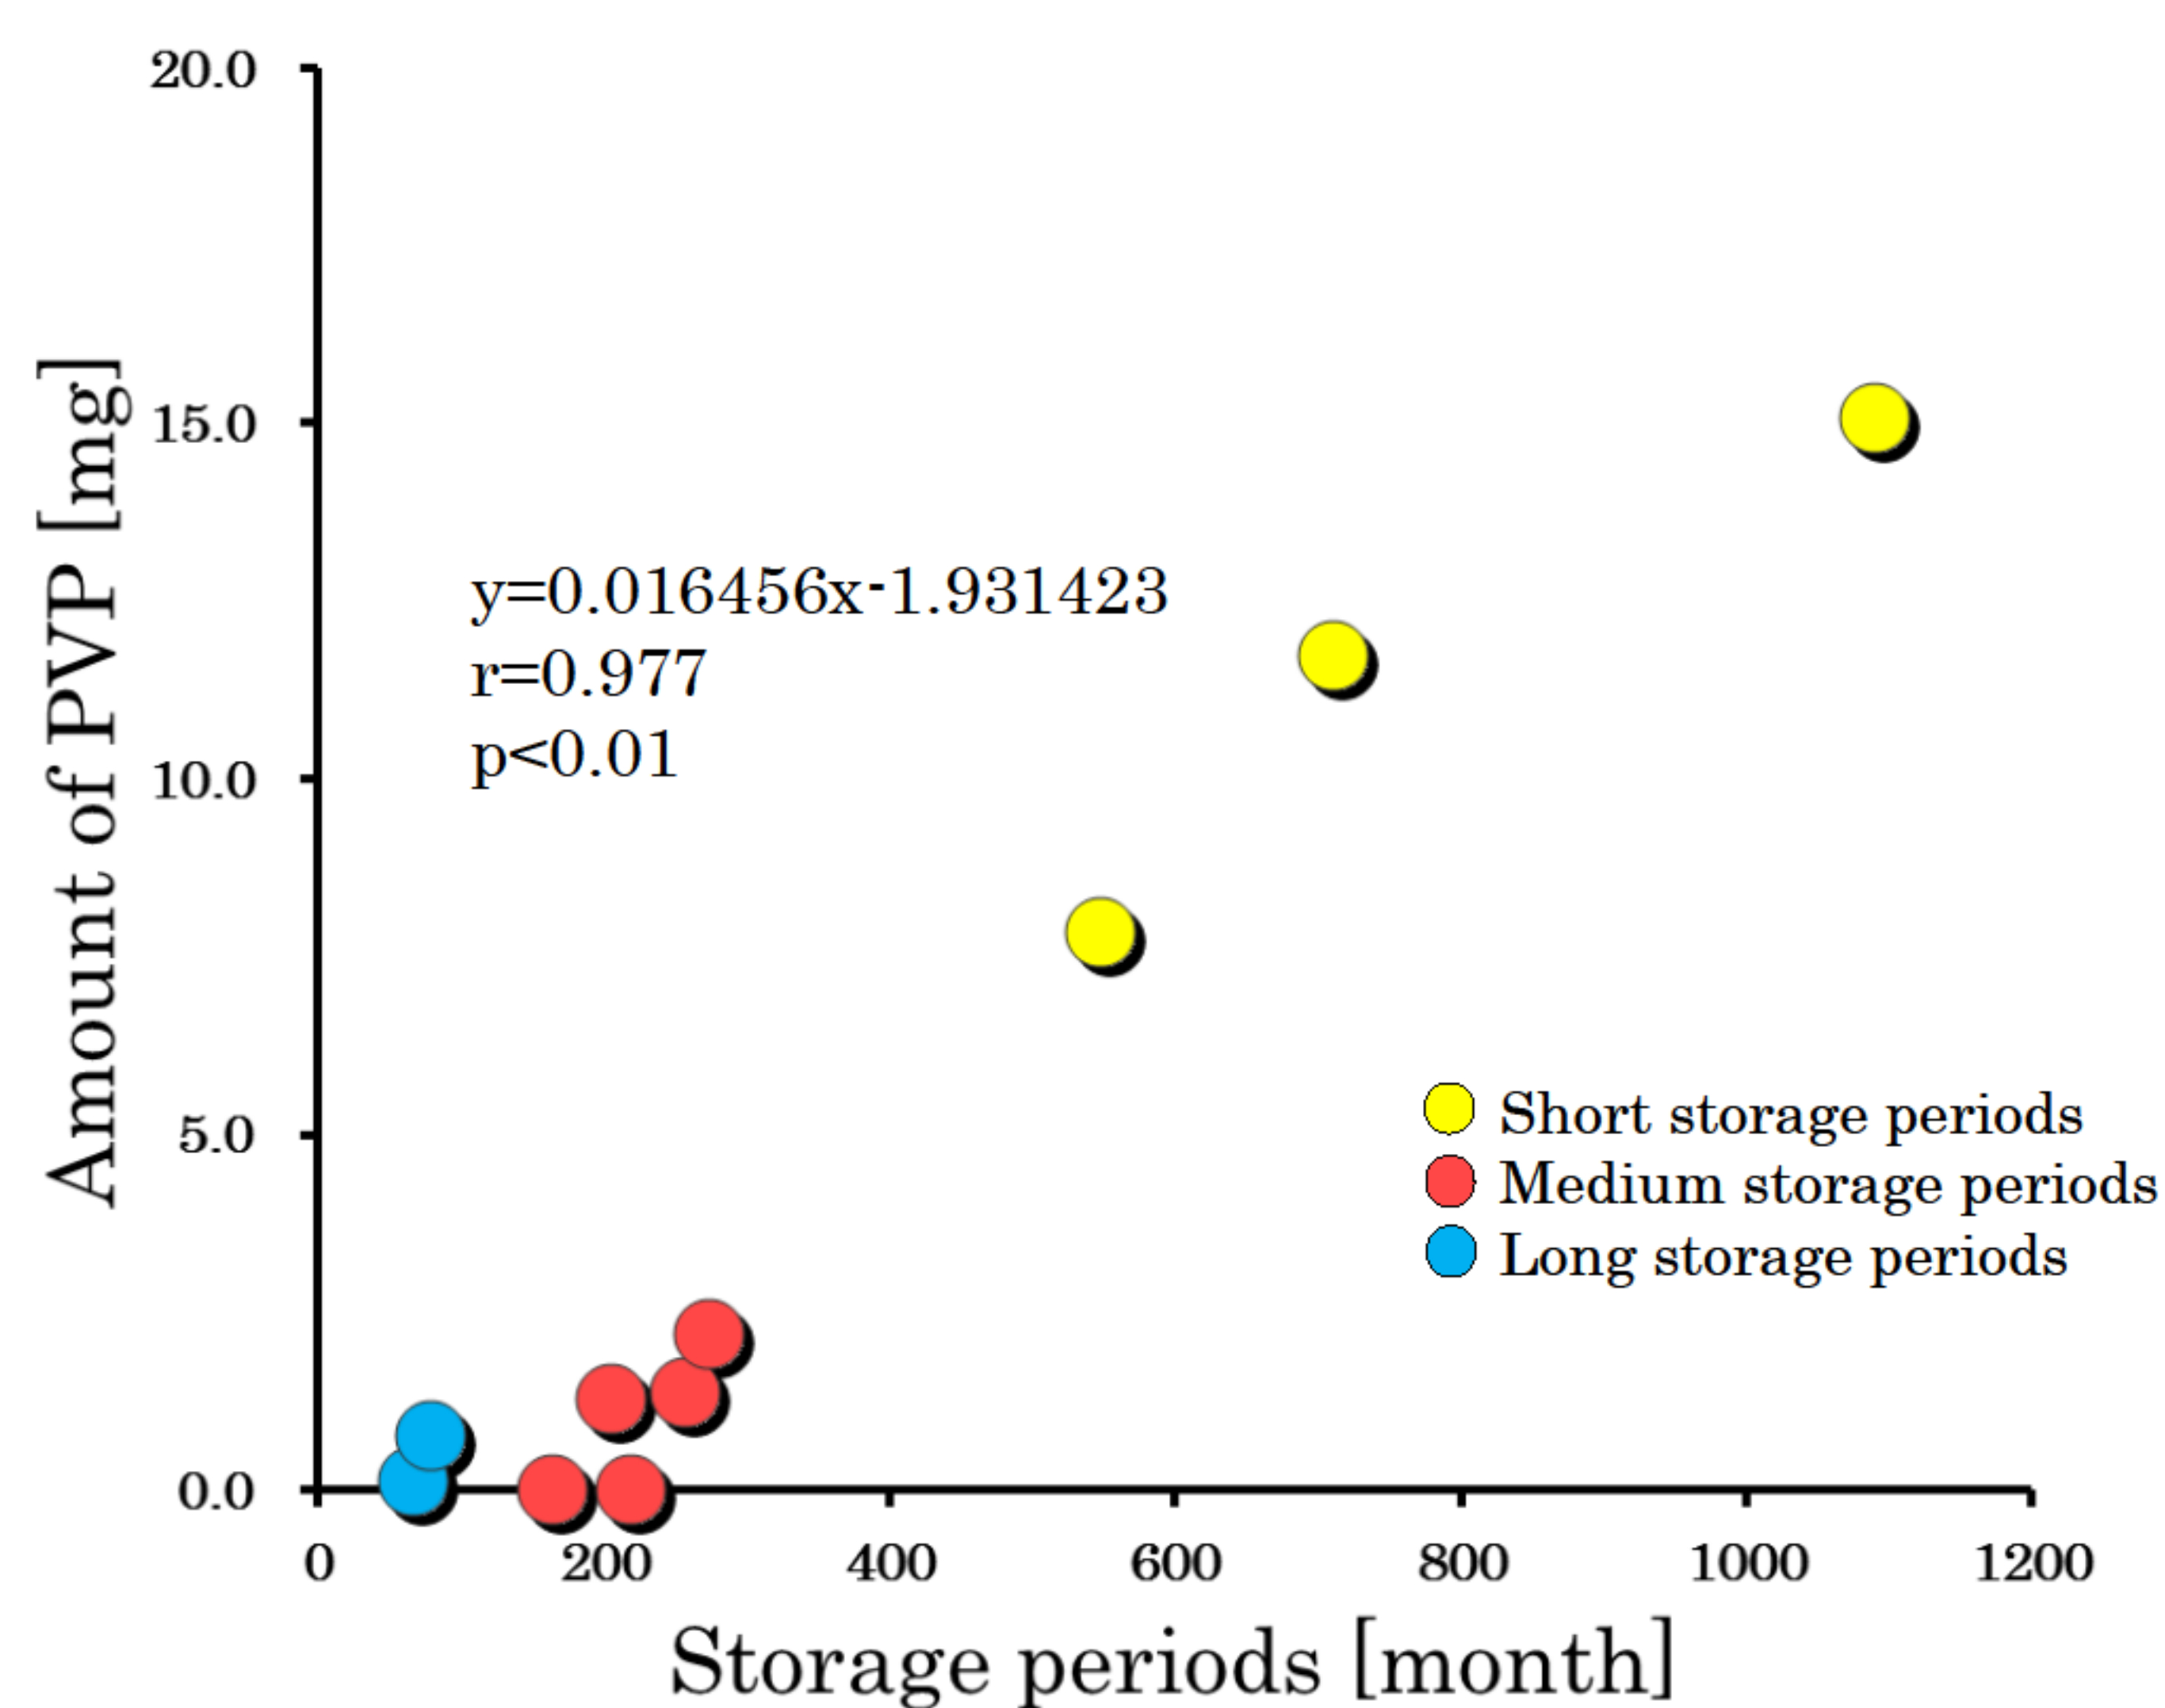 20.0
15.0
10.0
5.0
0.0
Amount of PVP [mg]
y=0.016456x-1.931423
r=0.977
p<0.01
Short storage periods
Medium storage periods
Long storage periods
0 200 400 600 800 1000 1200
Storage periods [month]